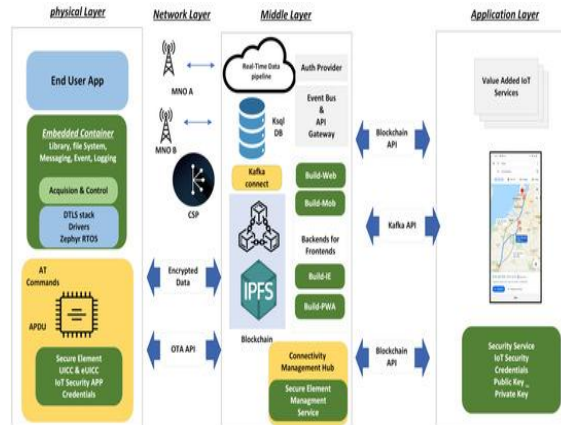 physical Layer
Network Layer
Middle Layer
Application Layer
End User App
Embedded Container
Library, file System,
Messaging, Event, Logging
Acquision & Control
DTLS stack
Drivers
Zephyr RTOS
AT
Commands
APDU
Secure Element
UICC & eUICC
IoT Security APP
Credentials
MNO A
MNO B
CSP
Encrypted
Data
OTA API
Real-Time Data
pipeline
Ksql
DB
Kafka
connect
IPFS
Blockchain
Auth Provider
Event Bus
&
API
Gateway
Build-Web
Build-Mob
Backends for
Frontends
Build-IE
Build-PWA
Connectivity
Management Hub
Secure Element
Managment
Service
Blockchain
API
Kafka API
Blockchain
API
Value Added IoT
Services
Security Service
IoT Security
Credentials
Public Key _
Private Key